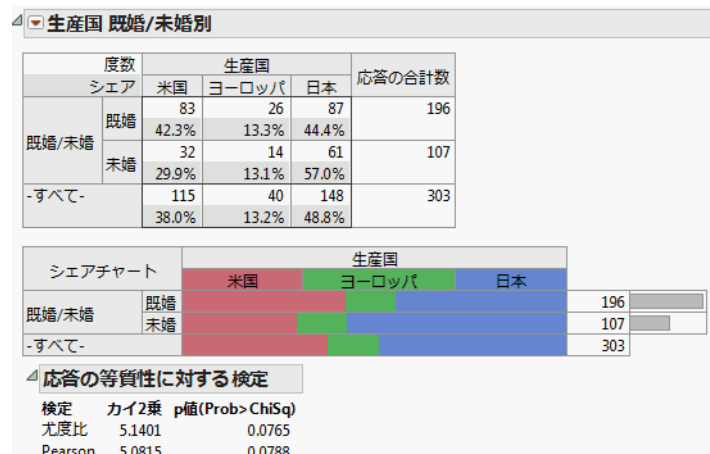 生産国 既婚/未婚別
度数 生産国 応答の合計数
シェア 米国 ヨーロッパ 日本
既婚/未婚 既婚 83 26 87 196
42.3% 13.3% 44.4%
未婚 32 14 61 107
29.9% 13.1% 57.0%
-すべて- 115 40 148 303
38.0% 13.2% 48.8%
シェアチャート 生産国
米国 ヨーロッパ 日本
既婚/未婚 既婚 196
未婚 107
-すべて- 303
応答の等質性に対する検定
検定 カイ2乗 p値(Prob>ChiSq)
尤度比 5.1401 0.0765
Pearson 5.0815 0.0788